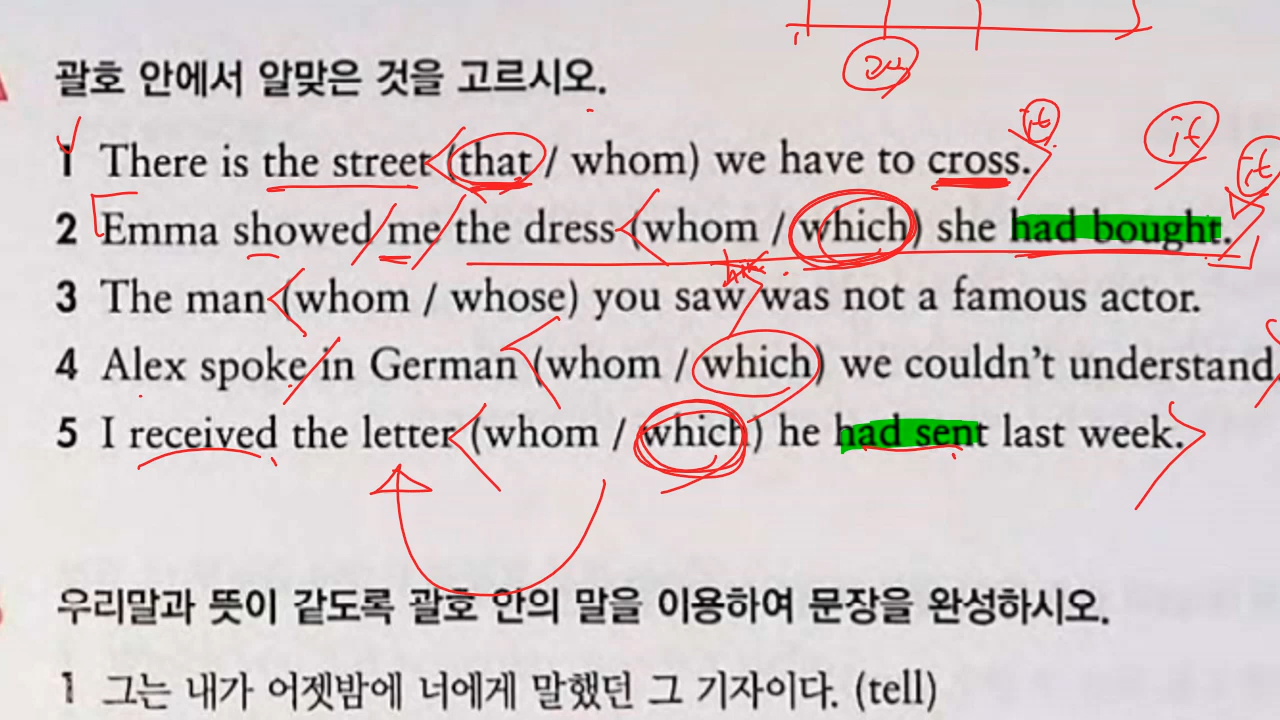 괄호 안에서 알맞은 것을 고르시오.
it it it
1 There is the street (that / whom) we have to cross.
2 Emma showed me the dress (whom / which) she had bought.
3 The man (whom / whose) you saw was not a famous actor.
4 Alex spoke in German (whom / which) we couldn't understand.
5 I received the letter (whom / which) he had sent last week.
우리말과 뜻이 같도록 괄호 안의 말을 이용하여 문장을 완성하시오.
1 그는 내가 어젯밤에 너에게 말했던 그 기자이다. (tell)